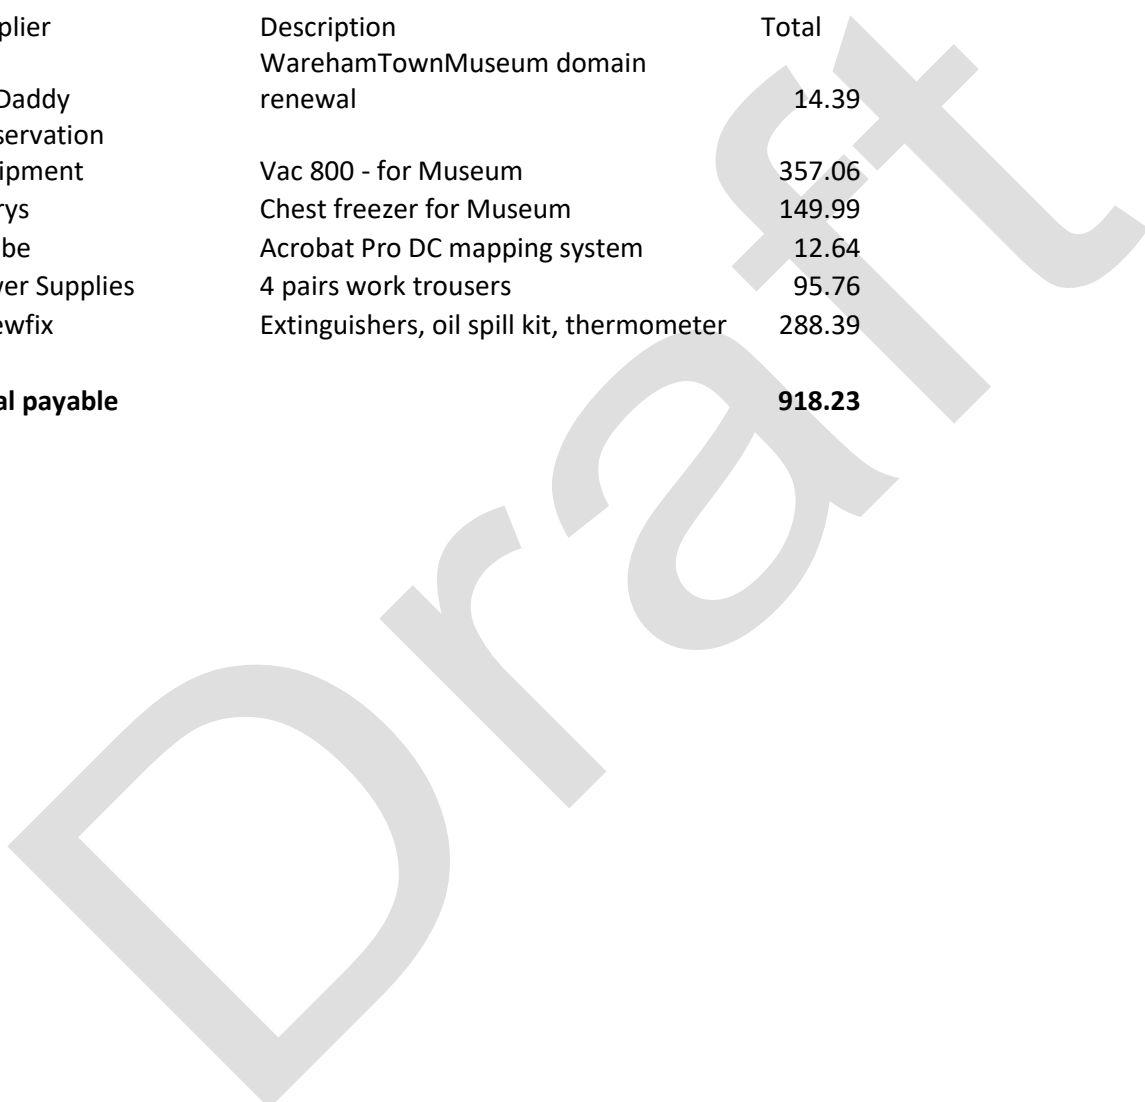 plier Description Total
WarehamTownMuseum domain
Daddy renewal 14.39
servation
ipment Vac 800 - for Museum 357.06
rys Chest freezer for Museum 149.99
be Acrobat Pro DC mapping system 12.64
ver Supplies 4 pairs work trousers 95.76
ewfix Extinguishers, oil spill kit, thermometer 288.39
al payable 918.23
Draft